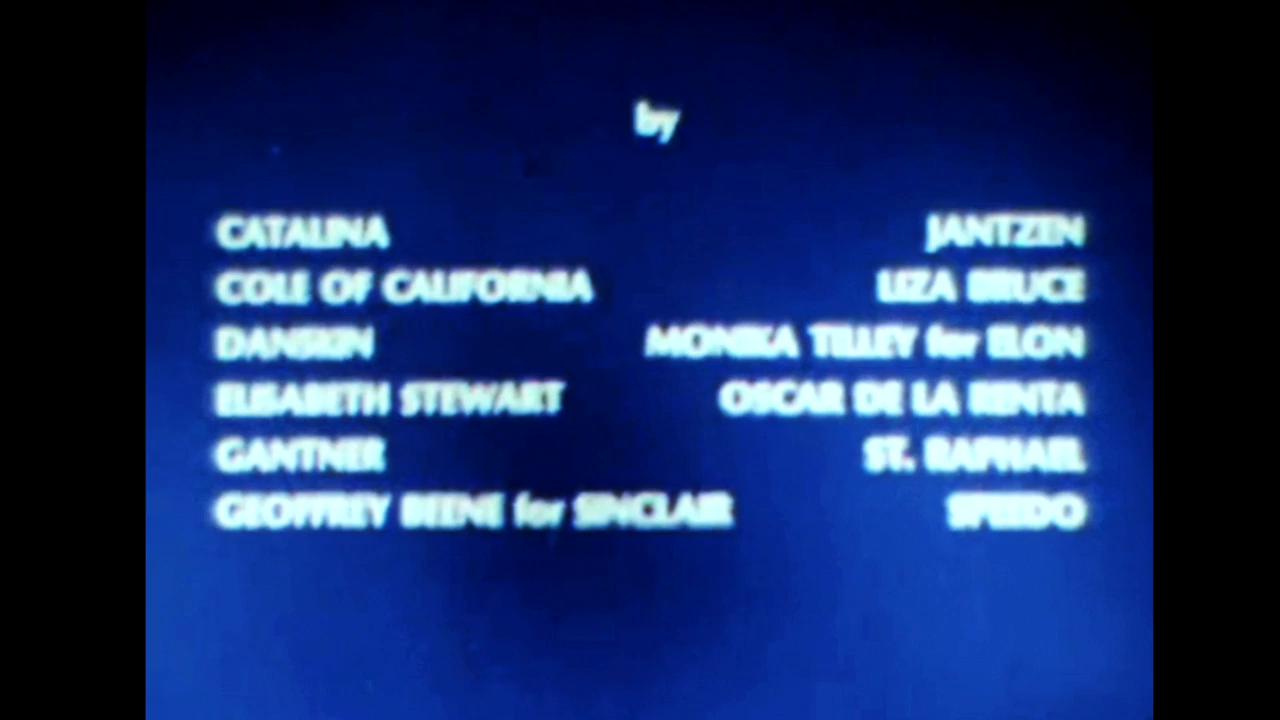 by
CATALINA JANTZEN
COLE OF CALIFORNIA LIZA BRUCE
DANSKIN MONIKA TILLEY for ELON
ELISABETH STEWART OSCAR DE LA RENTA
GANTNER ST. RAPHAEL
GEOFFREY BEENE for SINCLAIR SPEEDO